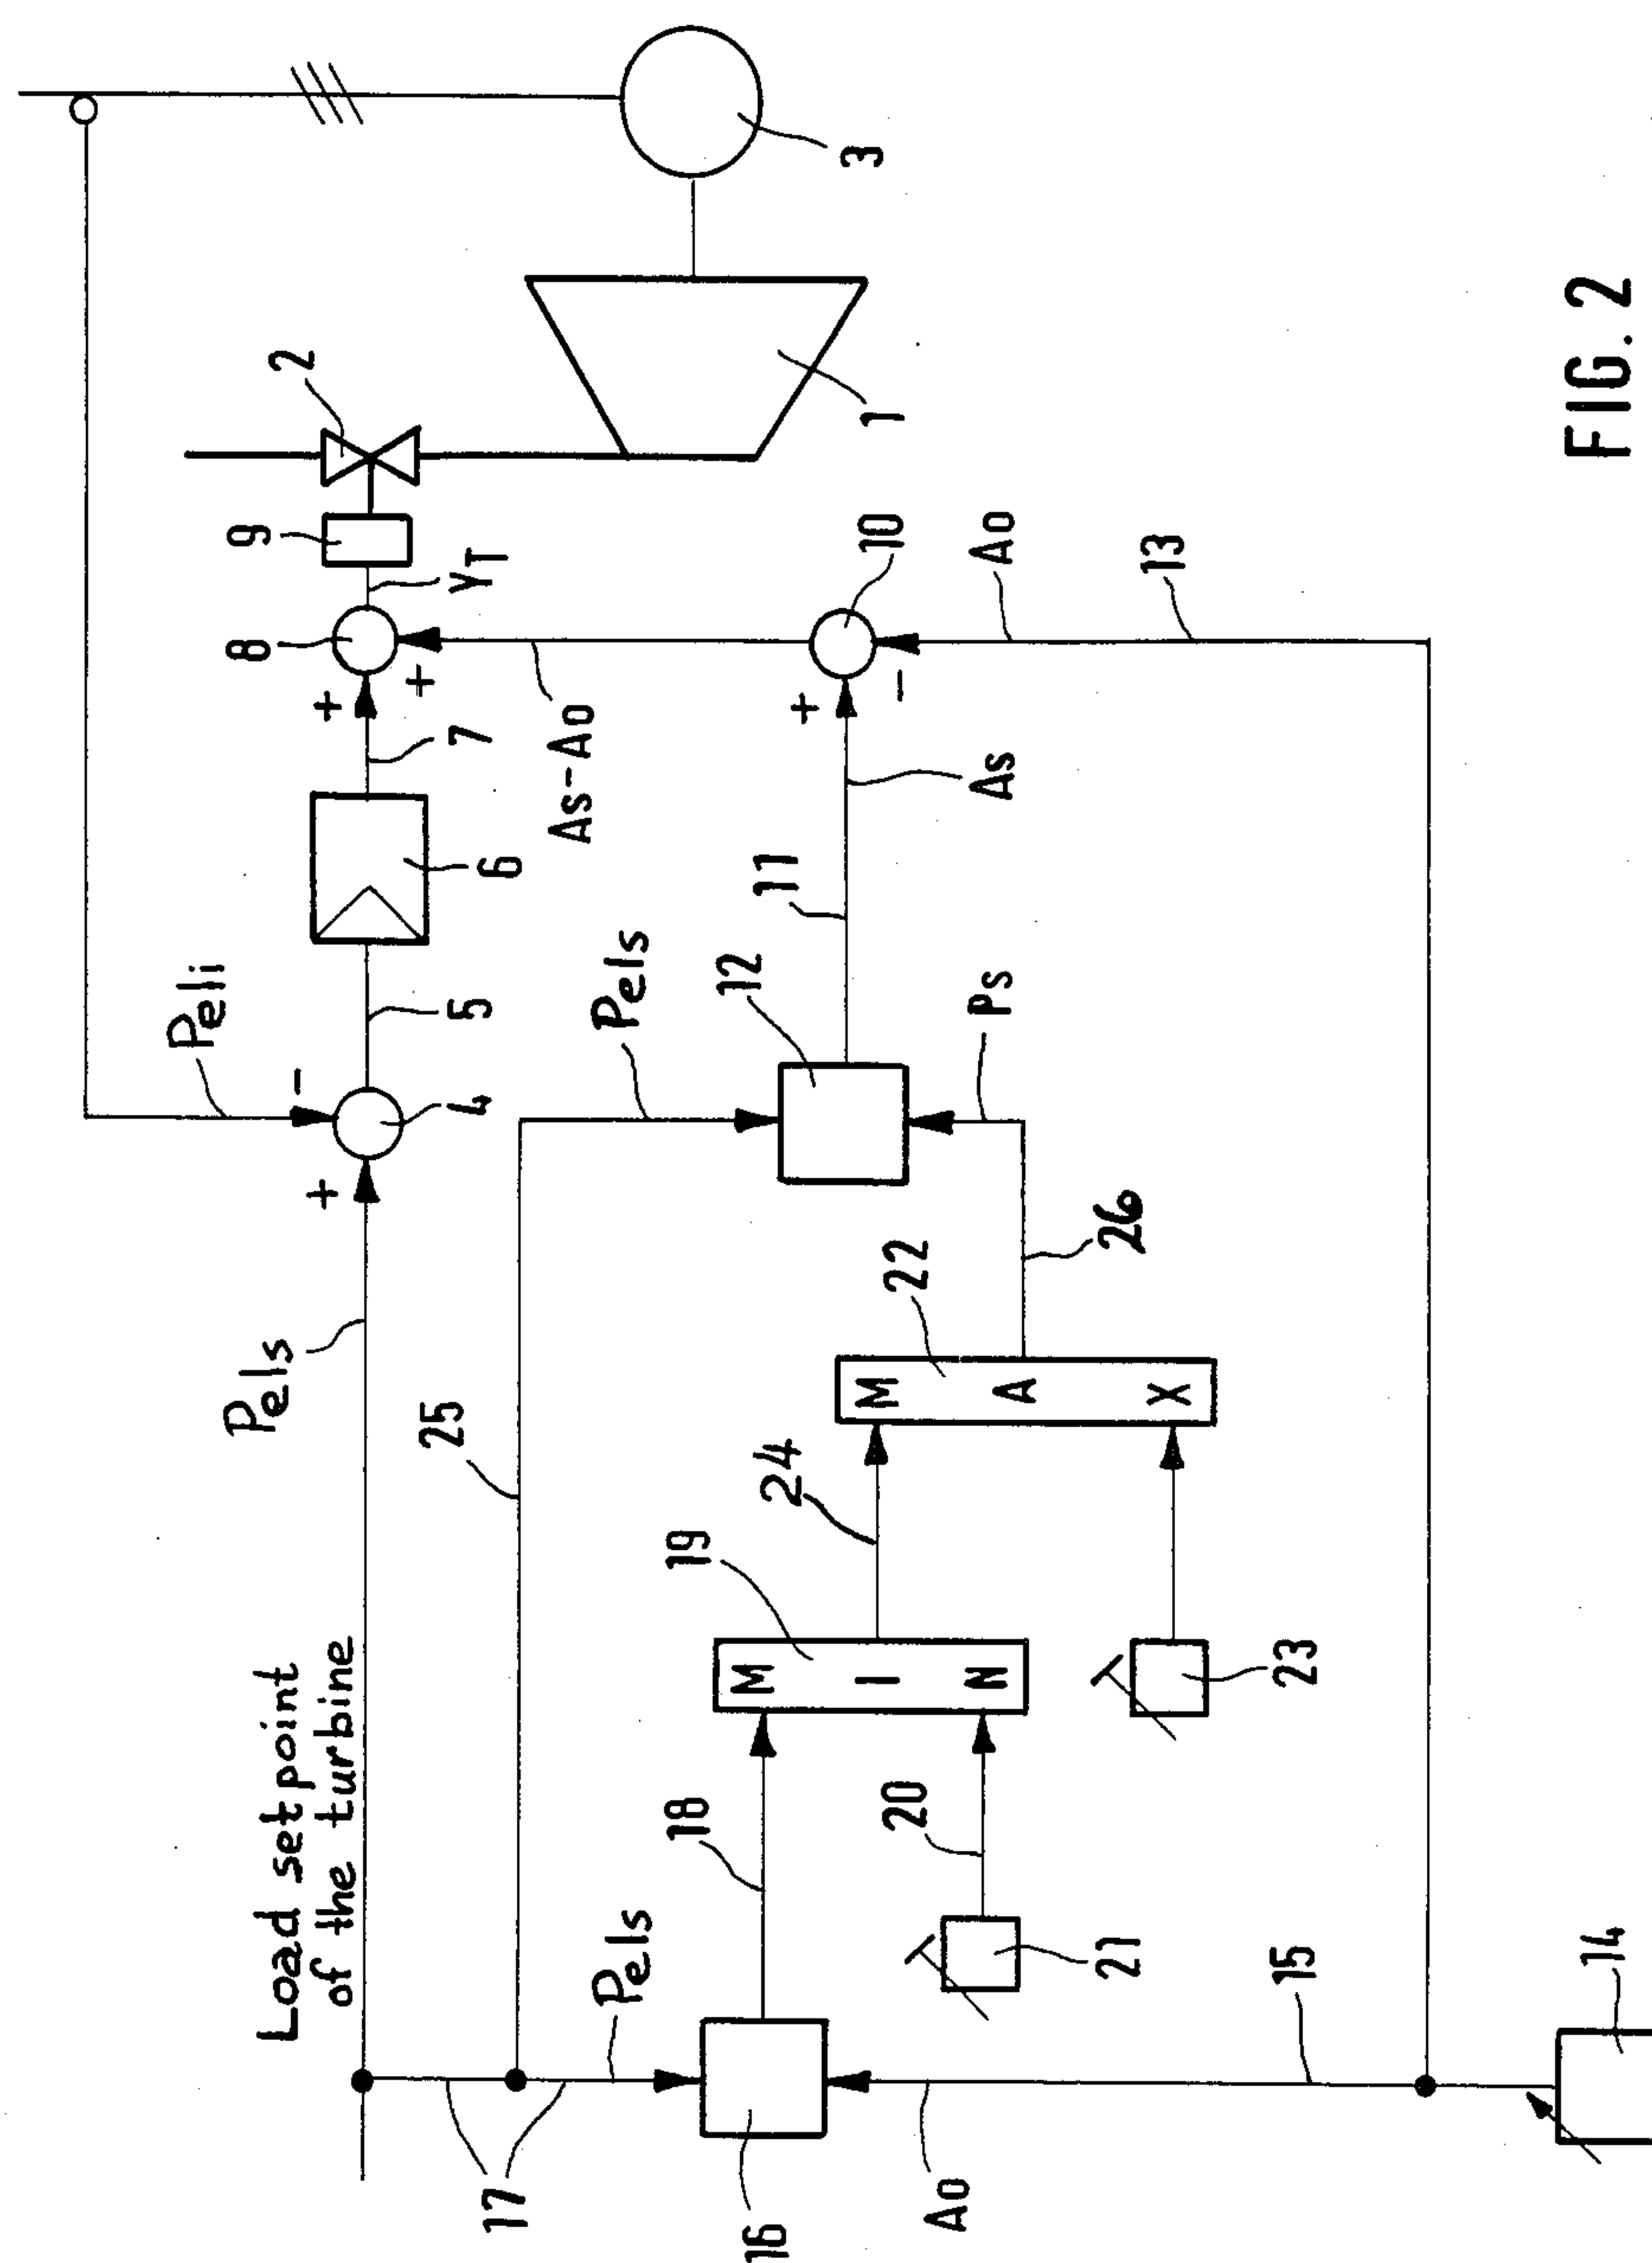 Load setpoint
of the turbine
Pels
Peli
+
-
4
5
6
7
+
+
8
9
YT
2
1
3
As-Ao
17
Pels
25
Pels
12
11
As
+
-
10
Ao
13
16
18
M I N
19
24
M A X
22
26
Ps
20
21
23
Ao
15
14
FIG. 2